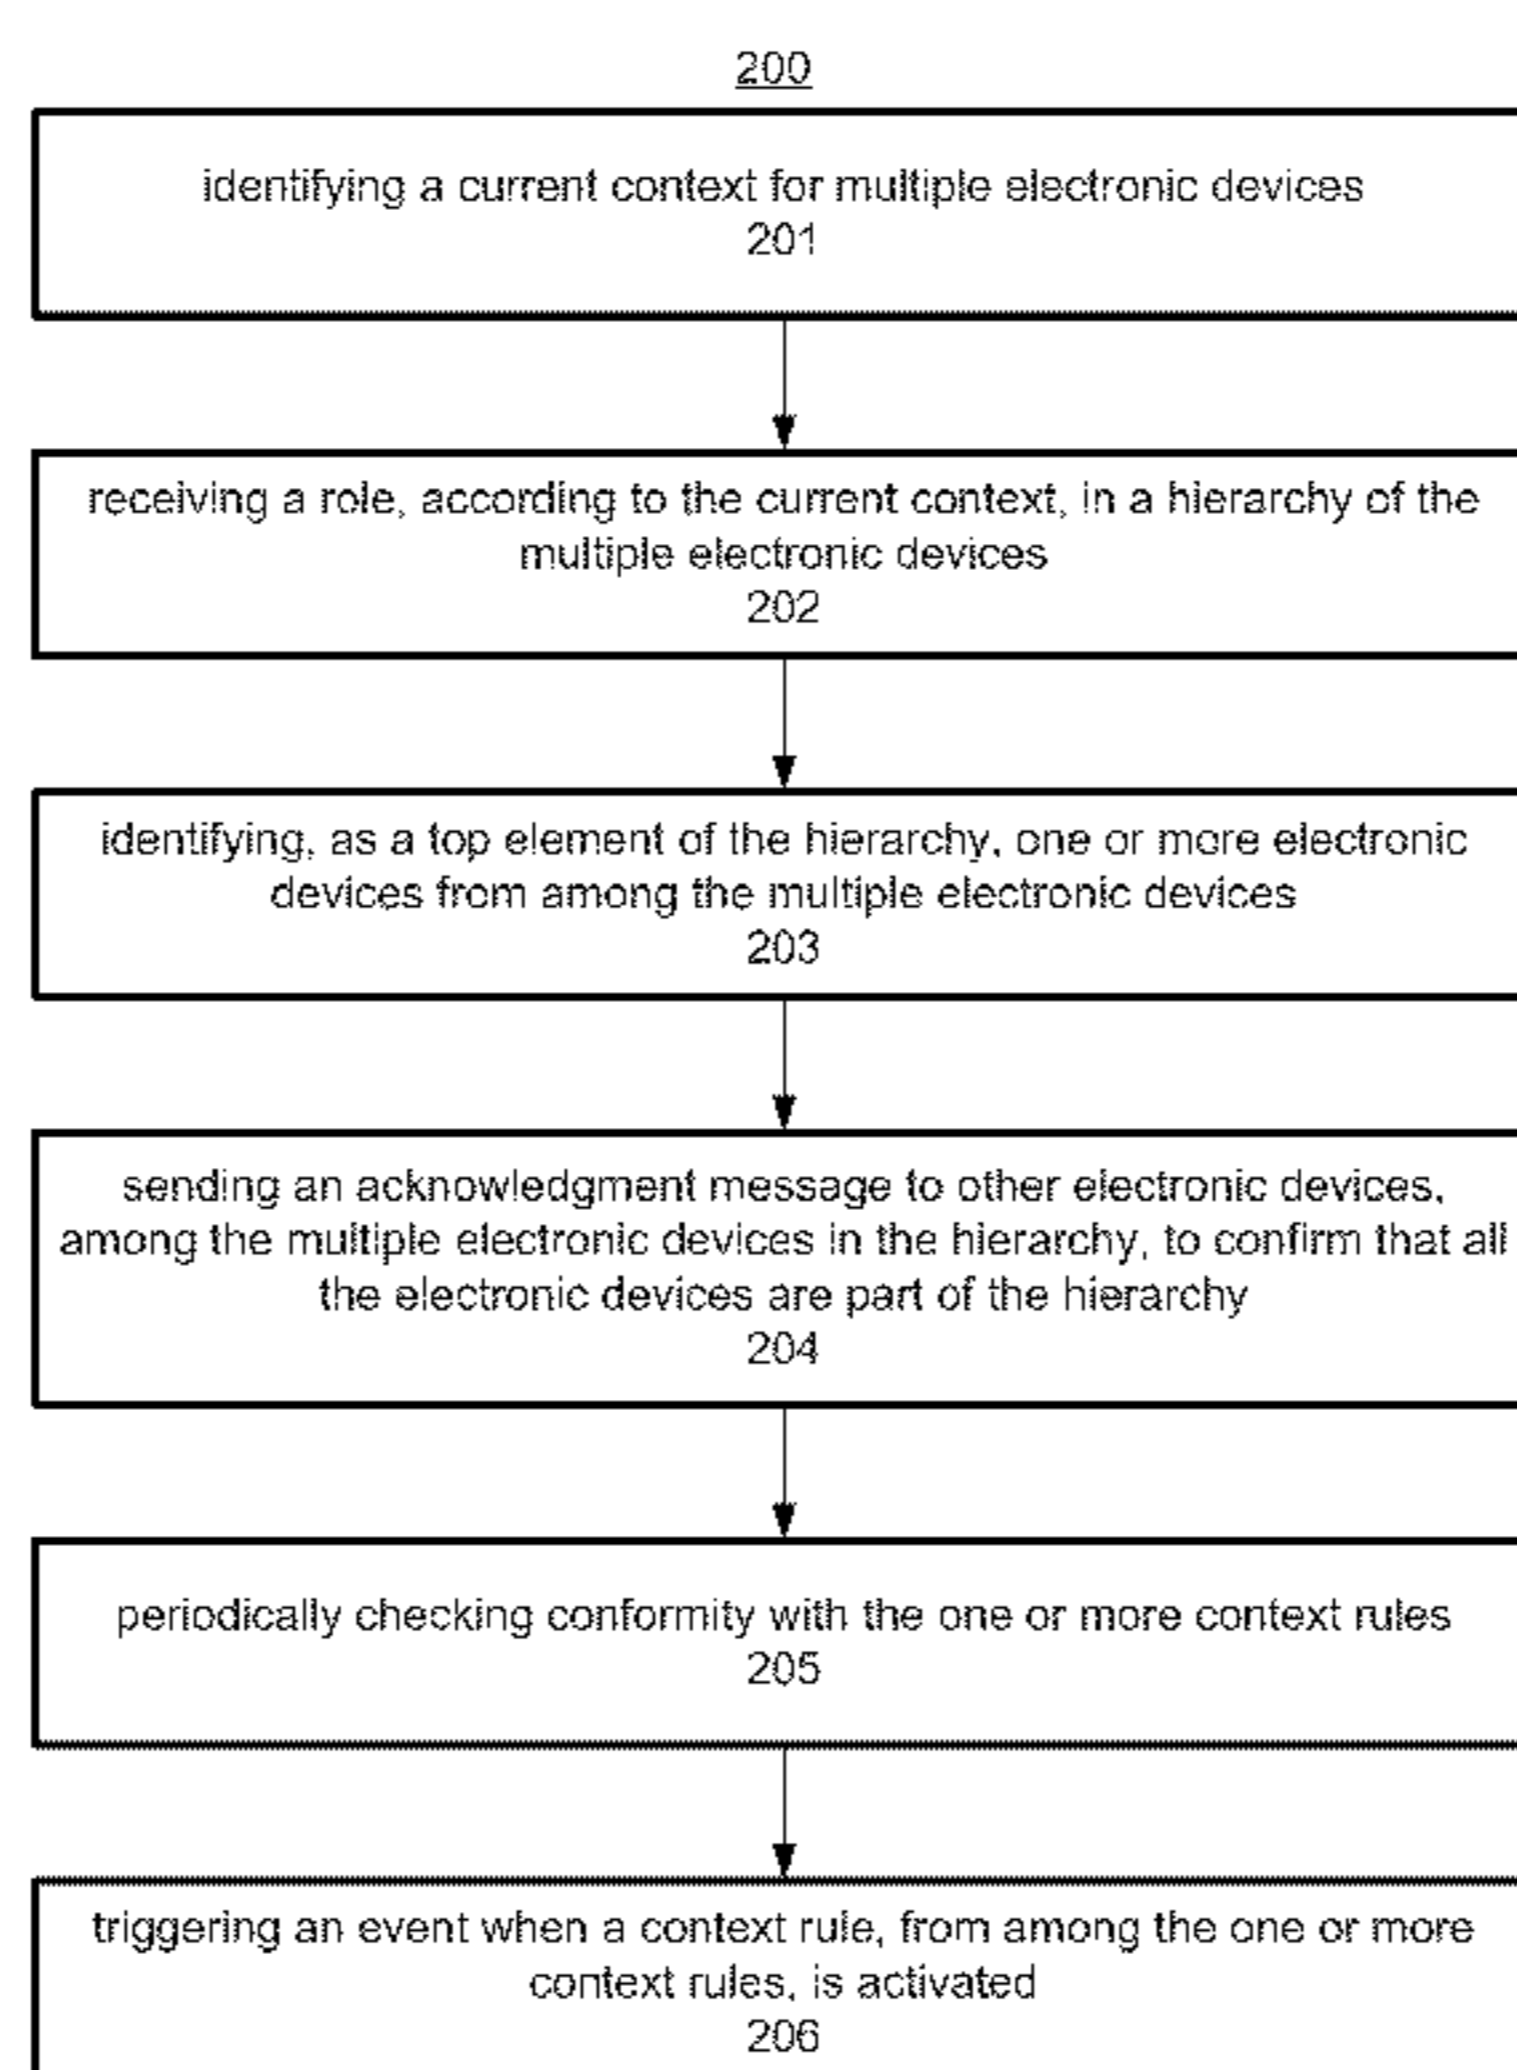 200
identifying a current context for multiple electronic devices
201
receiving a role, according to the current context, in a hierarchy of the
multiple electronic devices
202
identifying, as a top element of the hierarchy, one or more electronic
devices from among the multiple electronic devices
203
sending an acknowledgment message to other electronic devices,
among the multiple electronic devices in the hierarchy, to confirm that all
the electronic devices are part of the hierarchy
204
periodically checking conformity with the one or more context rules
205
triggering an event when a context rule, from among the one or more
context rules, is activated
206